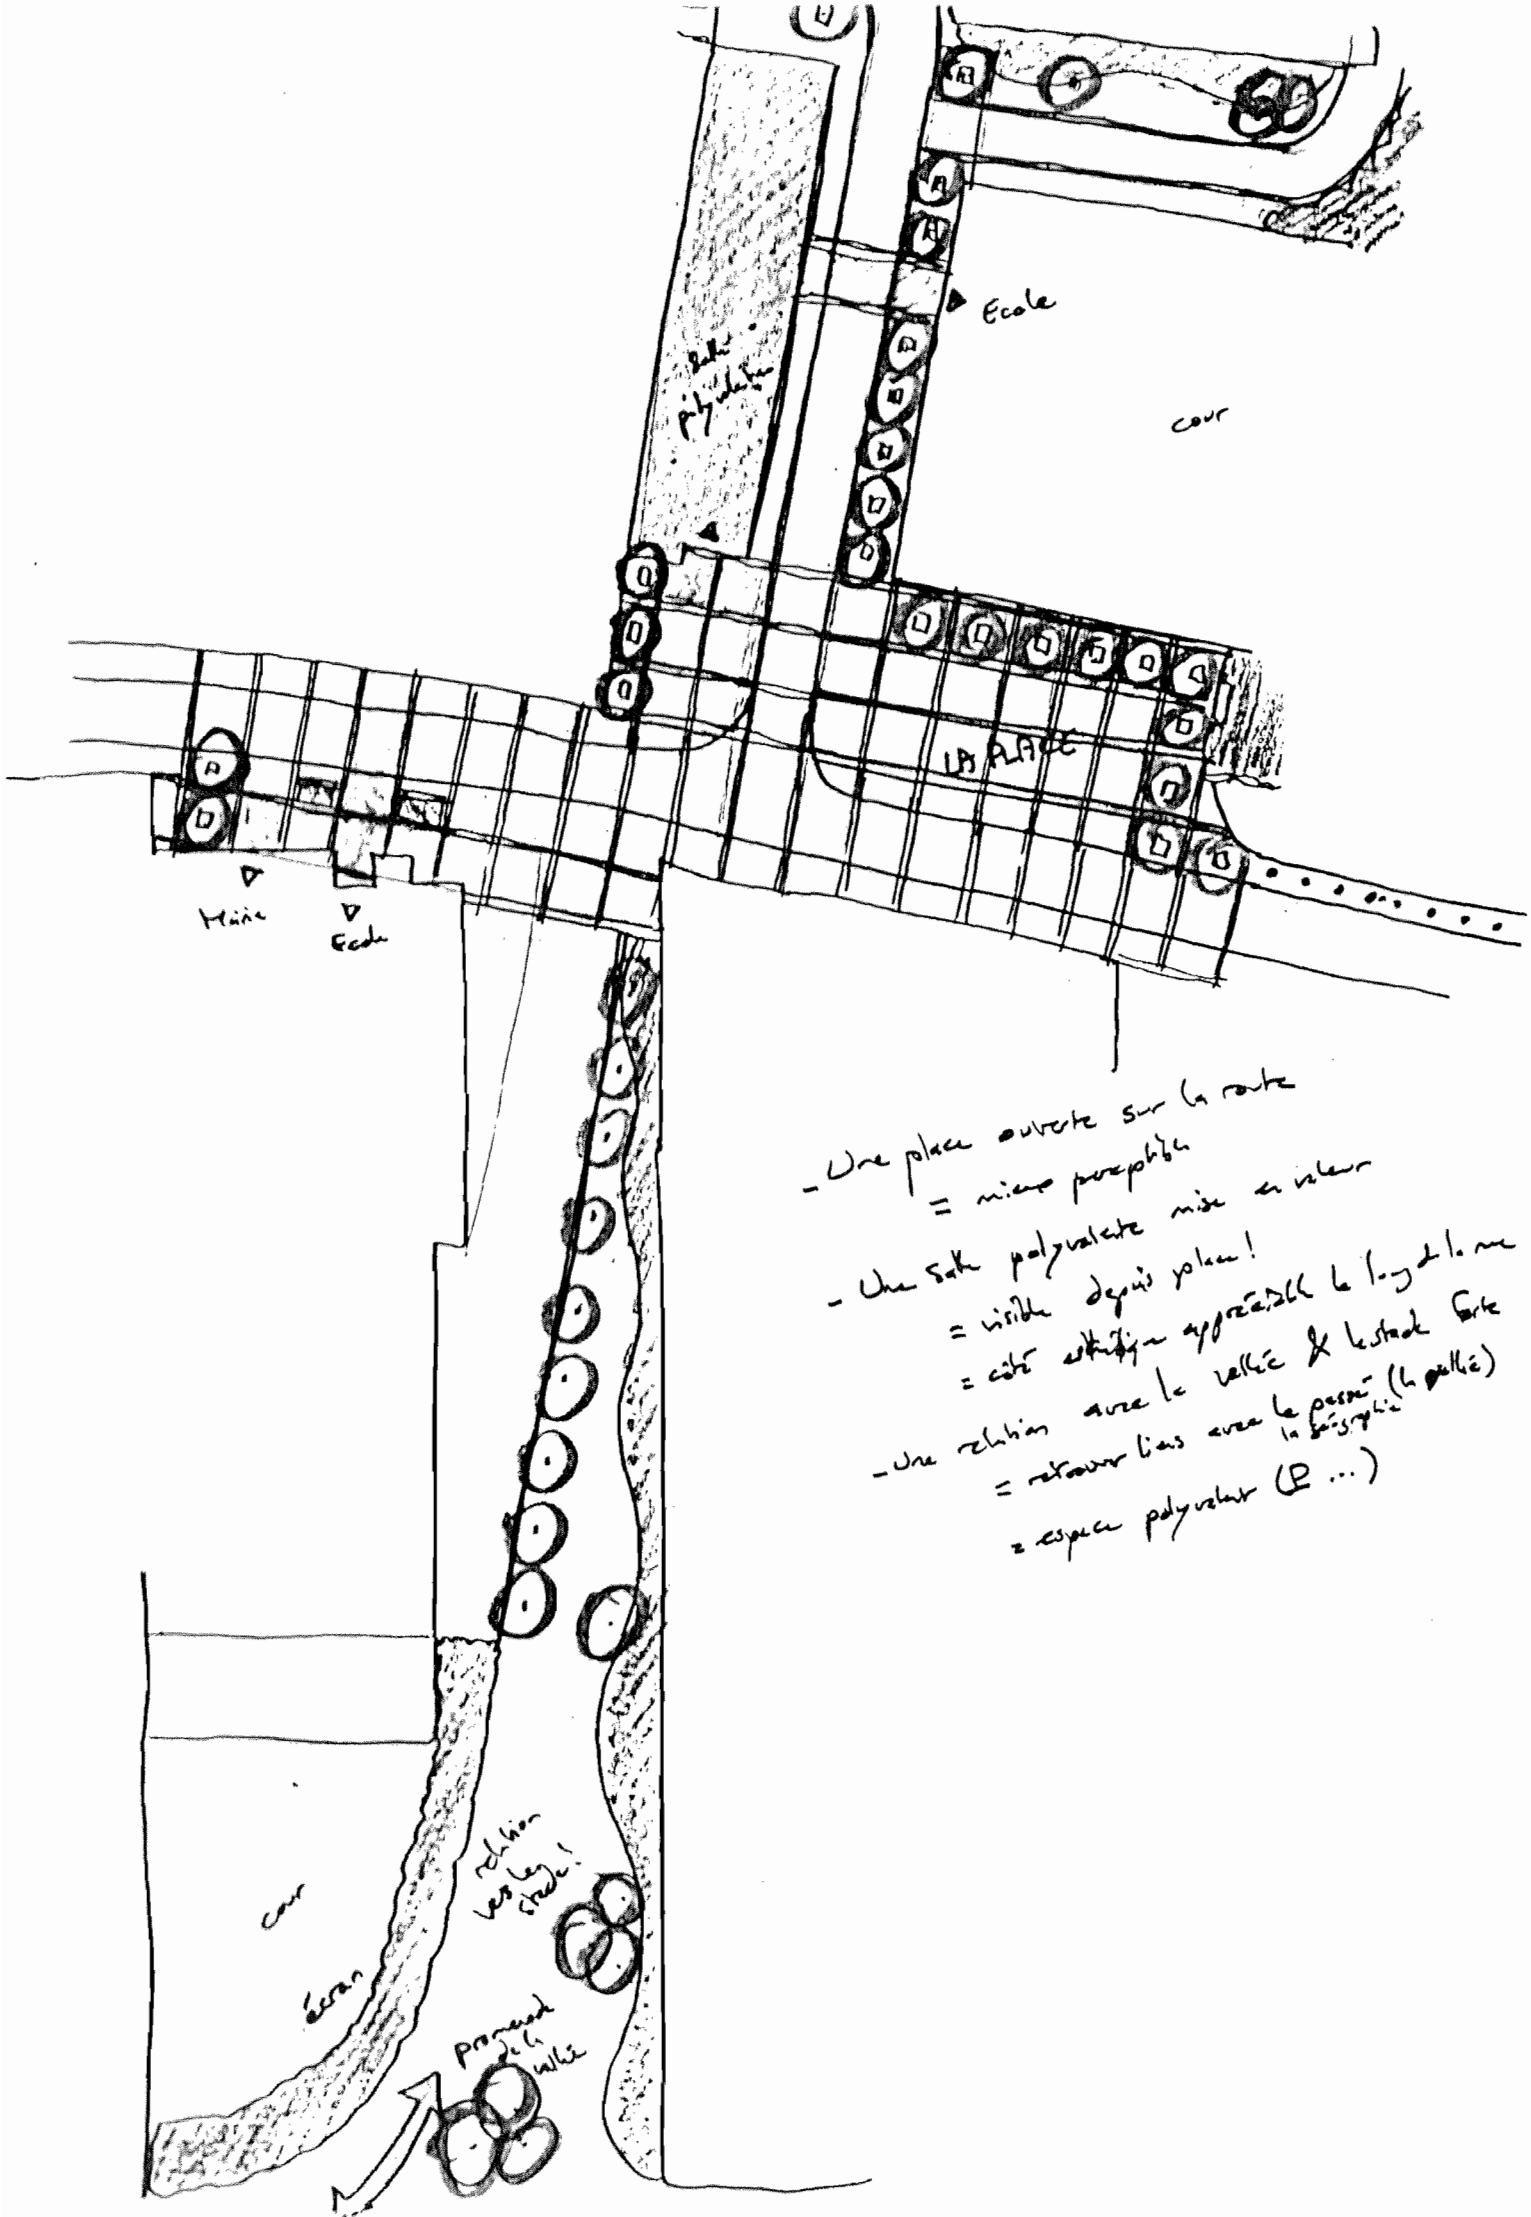 Ecole
Salle
polyvalente
cour
LA PLACE
Mairie
Ecole
- Une place ouverte sur la route
= mieux perceptible
- Une salle polyvalente mise en valeur
= visible depuis place !
= côté esthétique appréciable le long de la rue
- Une relation avec la vallée & le stade forte
= retrouver liens avec le passé (la vallée)
la géographie
= espace polyvalent (P ...)
relation
vers le
stade !
cour
écran
promenade
de la
vallée